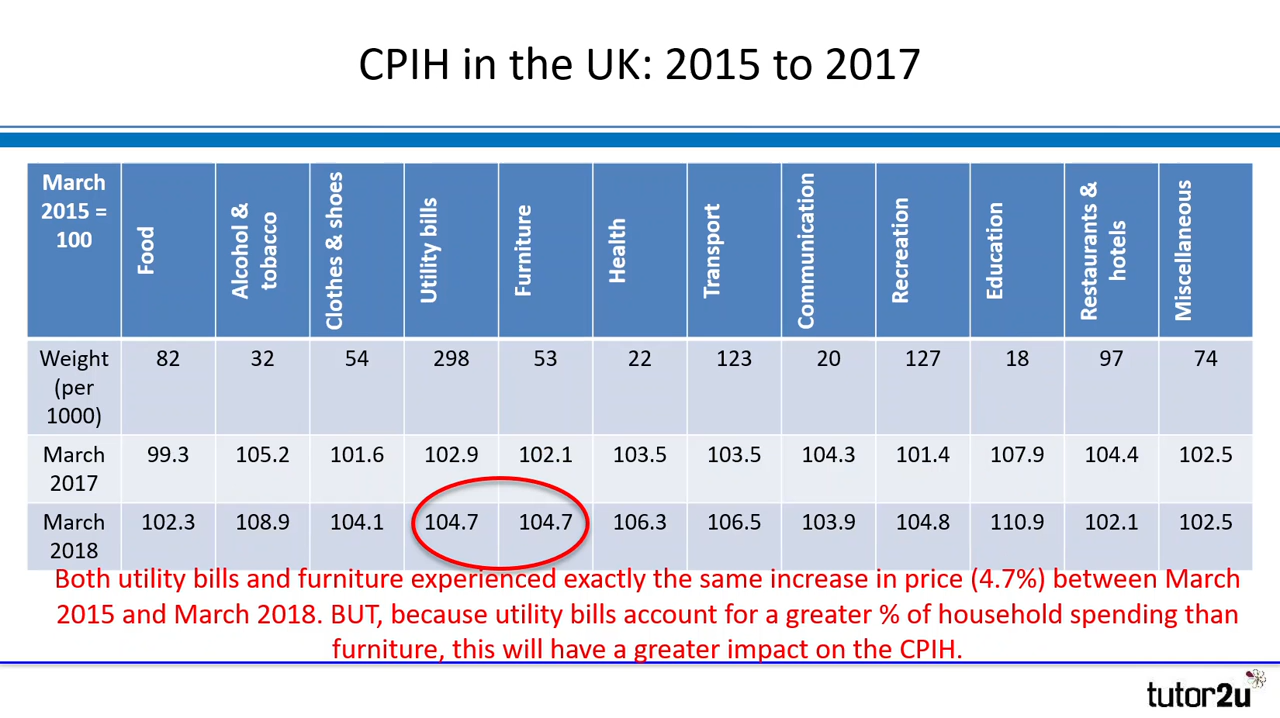 CPIH in the UK: 2015 to 2017
March
2015 =
100
Food
Alcohol &
tobacco
Clothes & shoes
Utility bills
Furniture
Health
Transport
Communication
Recreation
Education
Restaurants &
hotels
Miscellaneous
Weight
(per
1000)
82 32 54 298 53 22 123 20 127 18 97 74
March
2017
99.3 105.2 101.6 102.9 102.1 103.5 103.5 104.3 101.4 107.9 104.4 102.5
March
2018
102.3 108.9 104.1 104.7 104.7 106.3 106.5 103.9 104.8 110.9 102.1 102.5
Both utility bills and furniture experienced exactly the same increase in price (4.7%) between March
2015 and March 2018. BUT, because utility bills account for a greater % of household spending than
furniture, this will have a greater impact on the CPIH.
tutor2u